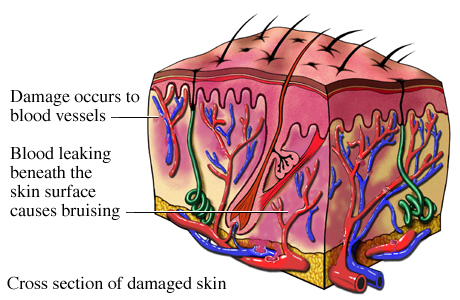 Damage occurs to
blood vessels
Blood leaking
beneath the
skin surface
causes bruising
Cross section of damaged skin